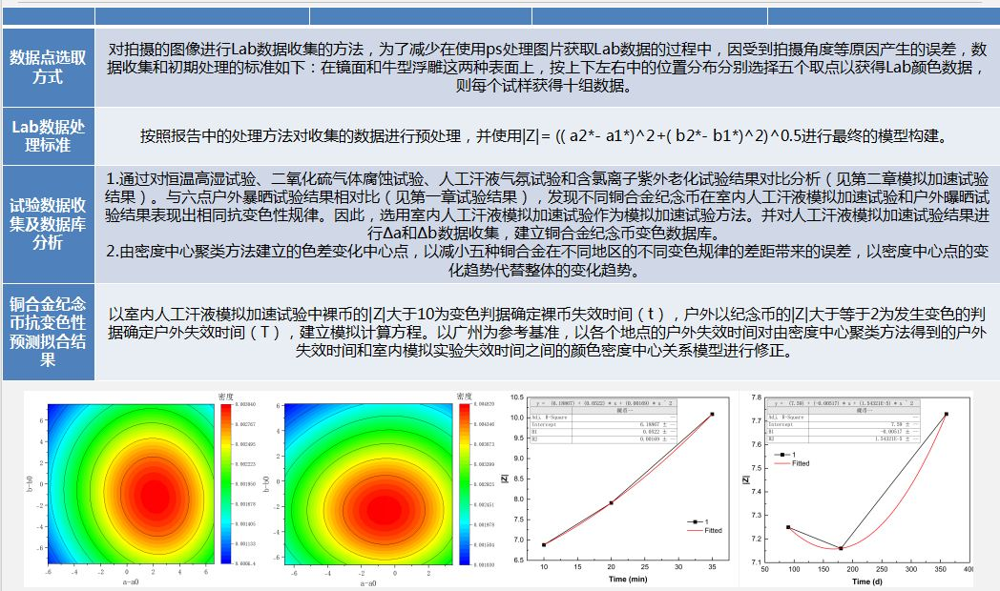 数据点选取
方式
对拍摄的图像进行Lab数据收集的方法，为了减少在使用ps处理图片获取Lab数据的过程中，因受到拍摄角度等原因产生的误差，数
据收集和初期处理的标准如下：在镜面和牛型浮雕这两种表面上，按上下左右中的位置分布分别选择五个取点以获得Lab颜色数据，
则每个试样获得十组数据。
Lab数据处
理标准
按照报告中的处理方法对收集的数据进行预处理，并使用|Z|= (( a2*- a1*)^2+( b2*- b1*)^2)^0.5进行最终的模型构建。
试验数据收
集及数据库
分析
1.通过对恒温高湿试验、二氧化硫气体腐蚀试验、人工汗液气氛试验和含氯离子紫外老化试验结果对比分析（见第二章模拟加速试验
结果）。与六点户外暴晒试验结果相对比（见第一章试验结果），发现不同铜合金纪念币在室内人工汗液模拟加速试验和户外曝晒试
验结果表现出相同抗变色性规律。因此，选用室内人工汗液模拟加速试验作为模拟试验方法。并对人工汗液模拟加速试验结果进
行Δa和Δb数据收集，建立铜合金纪念币变色数据库。
2.由密度中心聚类方法建立的色差变化中心点，以减小五种铜合金在不同地区的不同变色规律的差距带来的误差，以密度中心点的变
化趋势代替整体的变化趋势。
铜合金纪念
币抗变色性
预测拟合结
果
以室内人工汗液模拟加速试验中裸币的|Z|大于10为变色判据确定裸币失效时间（t），户外以纪念币的|Z|大于等于2为发生变色的判
据确定户外失效时间（T），建立模拟计算方程。以广州为参考基准，以各个地点的户外失效时间对由密度中心聚类方法得到的户外
失效时间和室内模拟实验失效时间之间的颜色密度中心关系模型进行修正。
密度
6
4
2
0
-2
-4
-6
b-b0
-6 -4 -2 0 2 4 6
a-a0
0.003040
0.002767
0.002495
0.002223
0.001950
0.001678
0.001405
0.001133
密度
6
4
2
0
-2
-4
-6
b-b0
-6 -4 -2 0 2
a-a0
0.004820
0.004346
0.003873
0.003399
0.002925
0.002451
0.001978
0.001504
0.001030
10.5
10.0
9.5
9.0
8.5
8.0
7.5
7.0
6.5
|Z|
y = (6.18867) + (0.0522) * x + (0.00169) * x ^ 2
Adj. R-Square
Intercept 6.18867 ± --
B1 0.0522 ± --
B2 0.00169 ± --
1
Fitted
10 15 20 25 30 35
Time (min)
7.8
7.7
7.6
7.5
7.4
7.3
7.2
7.1
|Z|
y = (7.59) + (-0.00517) * x + (1.54321E-5) * x ^ 2
Adj. R-Square
Intercept 7.59 ± --
B1 -0.00517 ± --
B2 1.54321E-5 ± --
1
Fitted
50 100 150 200 250 300 350 400
Time (d)